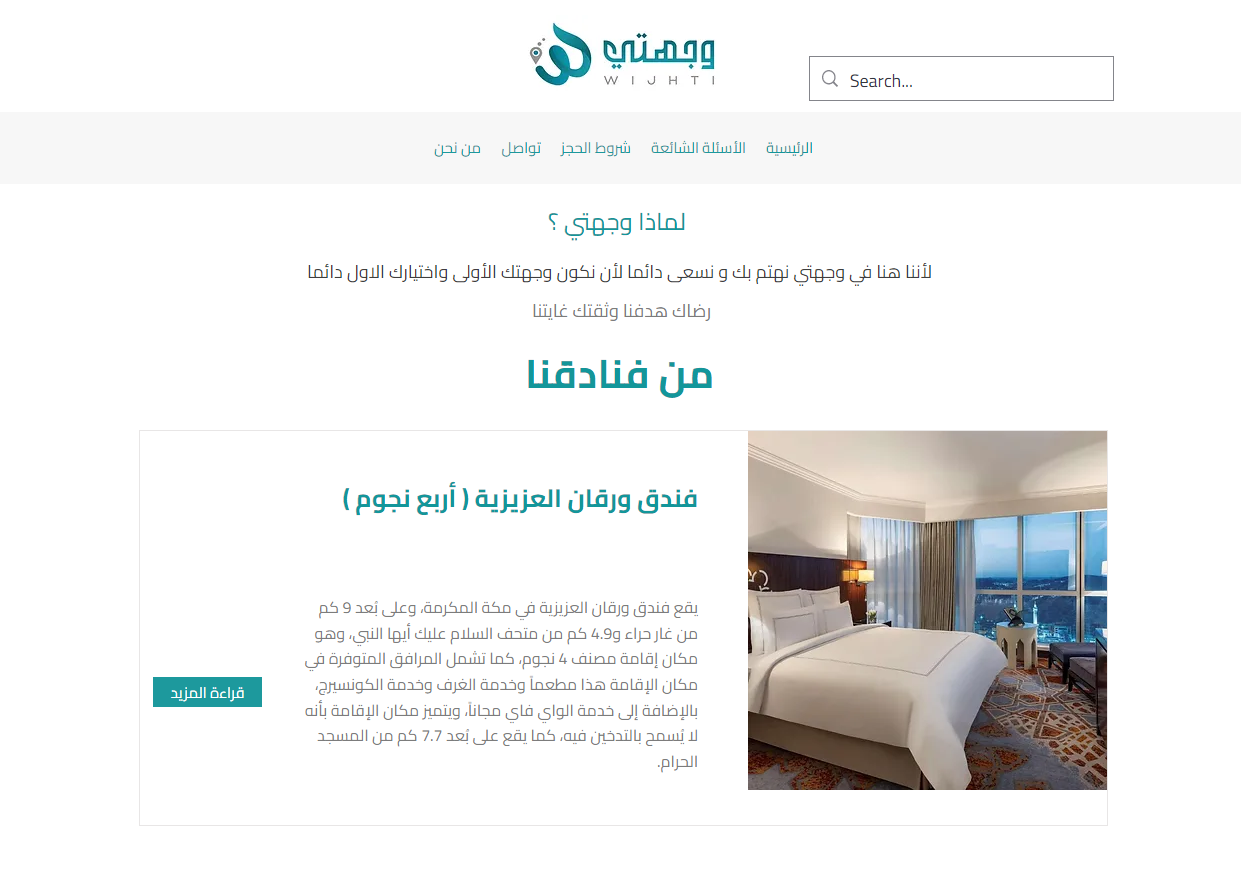 وجهتي
WIJHTI
Search...
الرئيسية
الأسئلة الشائعة
شروط الحجز
تواصل
من نحن
لماذا وجهتي ؟
لأننا هنا في وجهتي نهتم بك و نسعى دائما لأن نكون وجهتك الأولى واختيارك الاول دائما
رضاك هدفنا وثقتك غايتنا
من فنادقنا
فندق ورقان العزيزية ( أربع نجوم )
يقع فندق ورقان العزيزية في مكة المكرمة، وعلى بُعد 9 كم
من غار حراء و4.9 كم من متحف السلام عليك أيها النبي، وهو
مكان إقامة مصنف 4 نجوم، كما تشمل المرافق المتوفرة في
مكان الإقامة هذا مطعماً وخدمة الغرف وخدمة الكونسيرج،
بالإضافة إلى خدمة الواي فاي مجاناً، ويتميز مكان الإقامة بأنه
لا يُسمح بالتدخين فيه، كما يقع على بُعد 7.7 كم من المسجد
الحرام.
قراءة المزيد